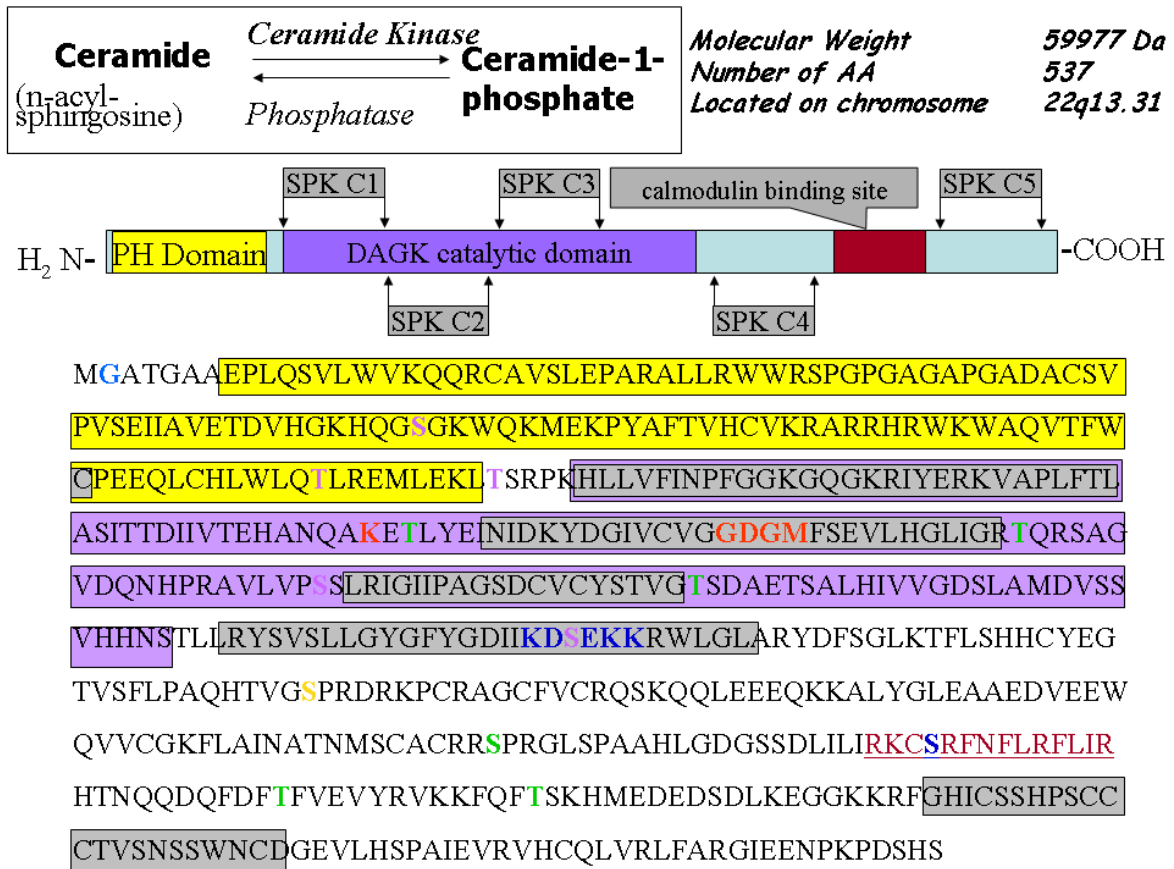 Ceramide
(n-acyl-
sphingosine)
Ceramide Kinase
Phosphatase
Ceramide-1-
phosphate
Molecular Weight 59977 Da
Number of AA 537
Located on chromosome 22q13.31
SPK C1 SPK C3 calmodulin binding site SPK C5
H2 N- PH Domain DAGK catalytic domain -COOH
SPK C2 SPK C4
MGATGAAEPLQSVLWVKQQRCAVSLEPARALLRWWRSPGPGAGAPGADACSV
PVSEIIAVEETDVHGKHQGSGKWQKMEKPYAFTVHCVKRARRHRWKWAQVTFW
CPEEQLCHLWLQTLREMLEKLTSRPKHLLVFINPFGGKGQGKRIYERKVAPLFTL
ASITTDIIVTEHANQAKETLYEINIDKYDGIVCVGGDGMFSEVLHGLIGRTQRSAG
VDQNHPRAVLVPSSLRIGIIPAGSDCVCYSTVGTSDAETSALHIVVGDSLAMDVSS
VHHNSTLLRYSVSLLGYGFYGDIIKDSEKKRWLGLARYDFSGLKTFLSHHCYEG
TVSFLPAQHTVGSPRDRKPCRAGCFVCRQSKQQLEEEQKKALYGLEAAEDVEEW
QVVCGKFLAINATNMSCACRRSPRGLSPAAHLGDGSSDLILIRKCSRFNFLRFLIR
HTNQQDQFDFTFVEVYRVKKFQFTSKHMEDEDSDLKEGGKKRFGHICSSHPSCC
CTVSNSSWNCDGEVLHSPAIEVRVHCQLVRLFARGIEENPKPDSHS